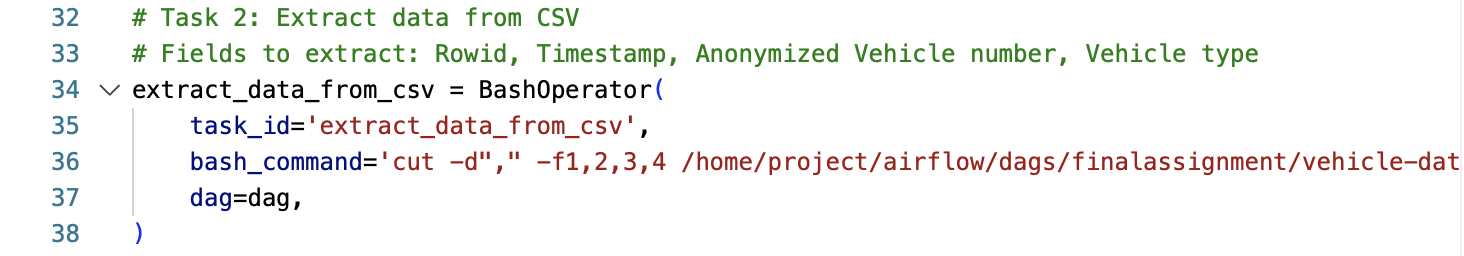 32 # Task 2: Extract data from CSV
33 # Fields to extract: Rowid, Timestamp, Anonymized Vehicle number, Vehicle type
34 extract_data_from_csv = BashOperator(
35 task_id='extract_data_from_csv',
36 bash_command='cut -d"," -f1,2,3,4 /home/project/airflow/dags/finalassignment/vehicle-dat
37 dag=dag,
38 )